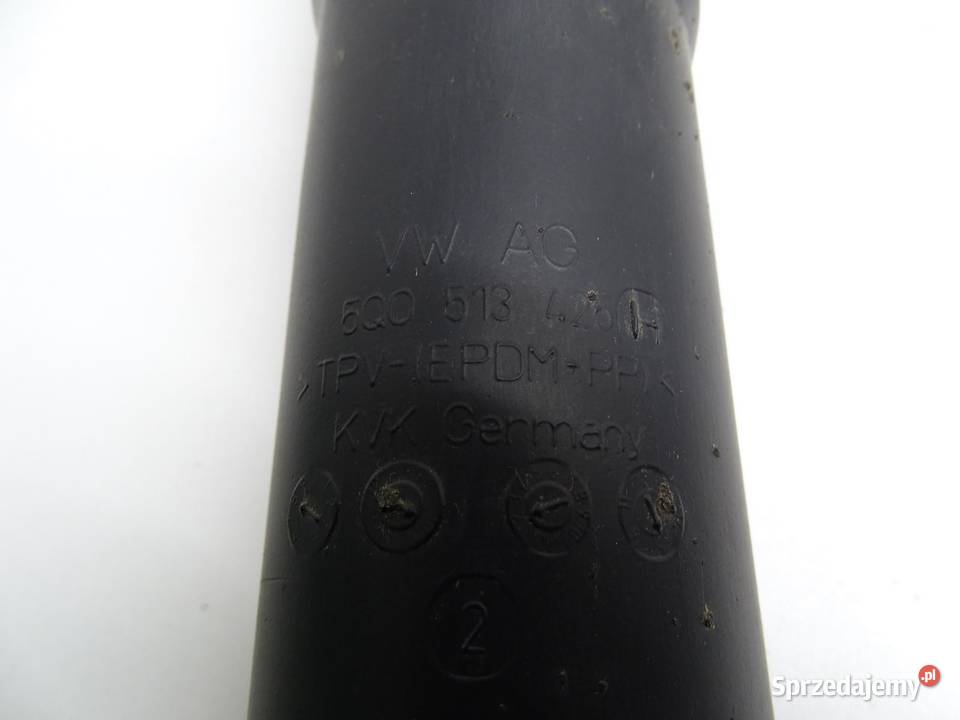 VW AG
5Q0 513 425 H
>TPV-(EPDM+PP)<
K/K Germany
2
Sprzedajemy.pl